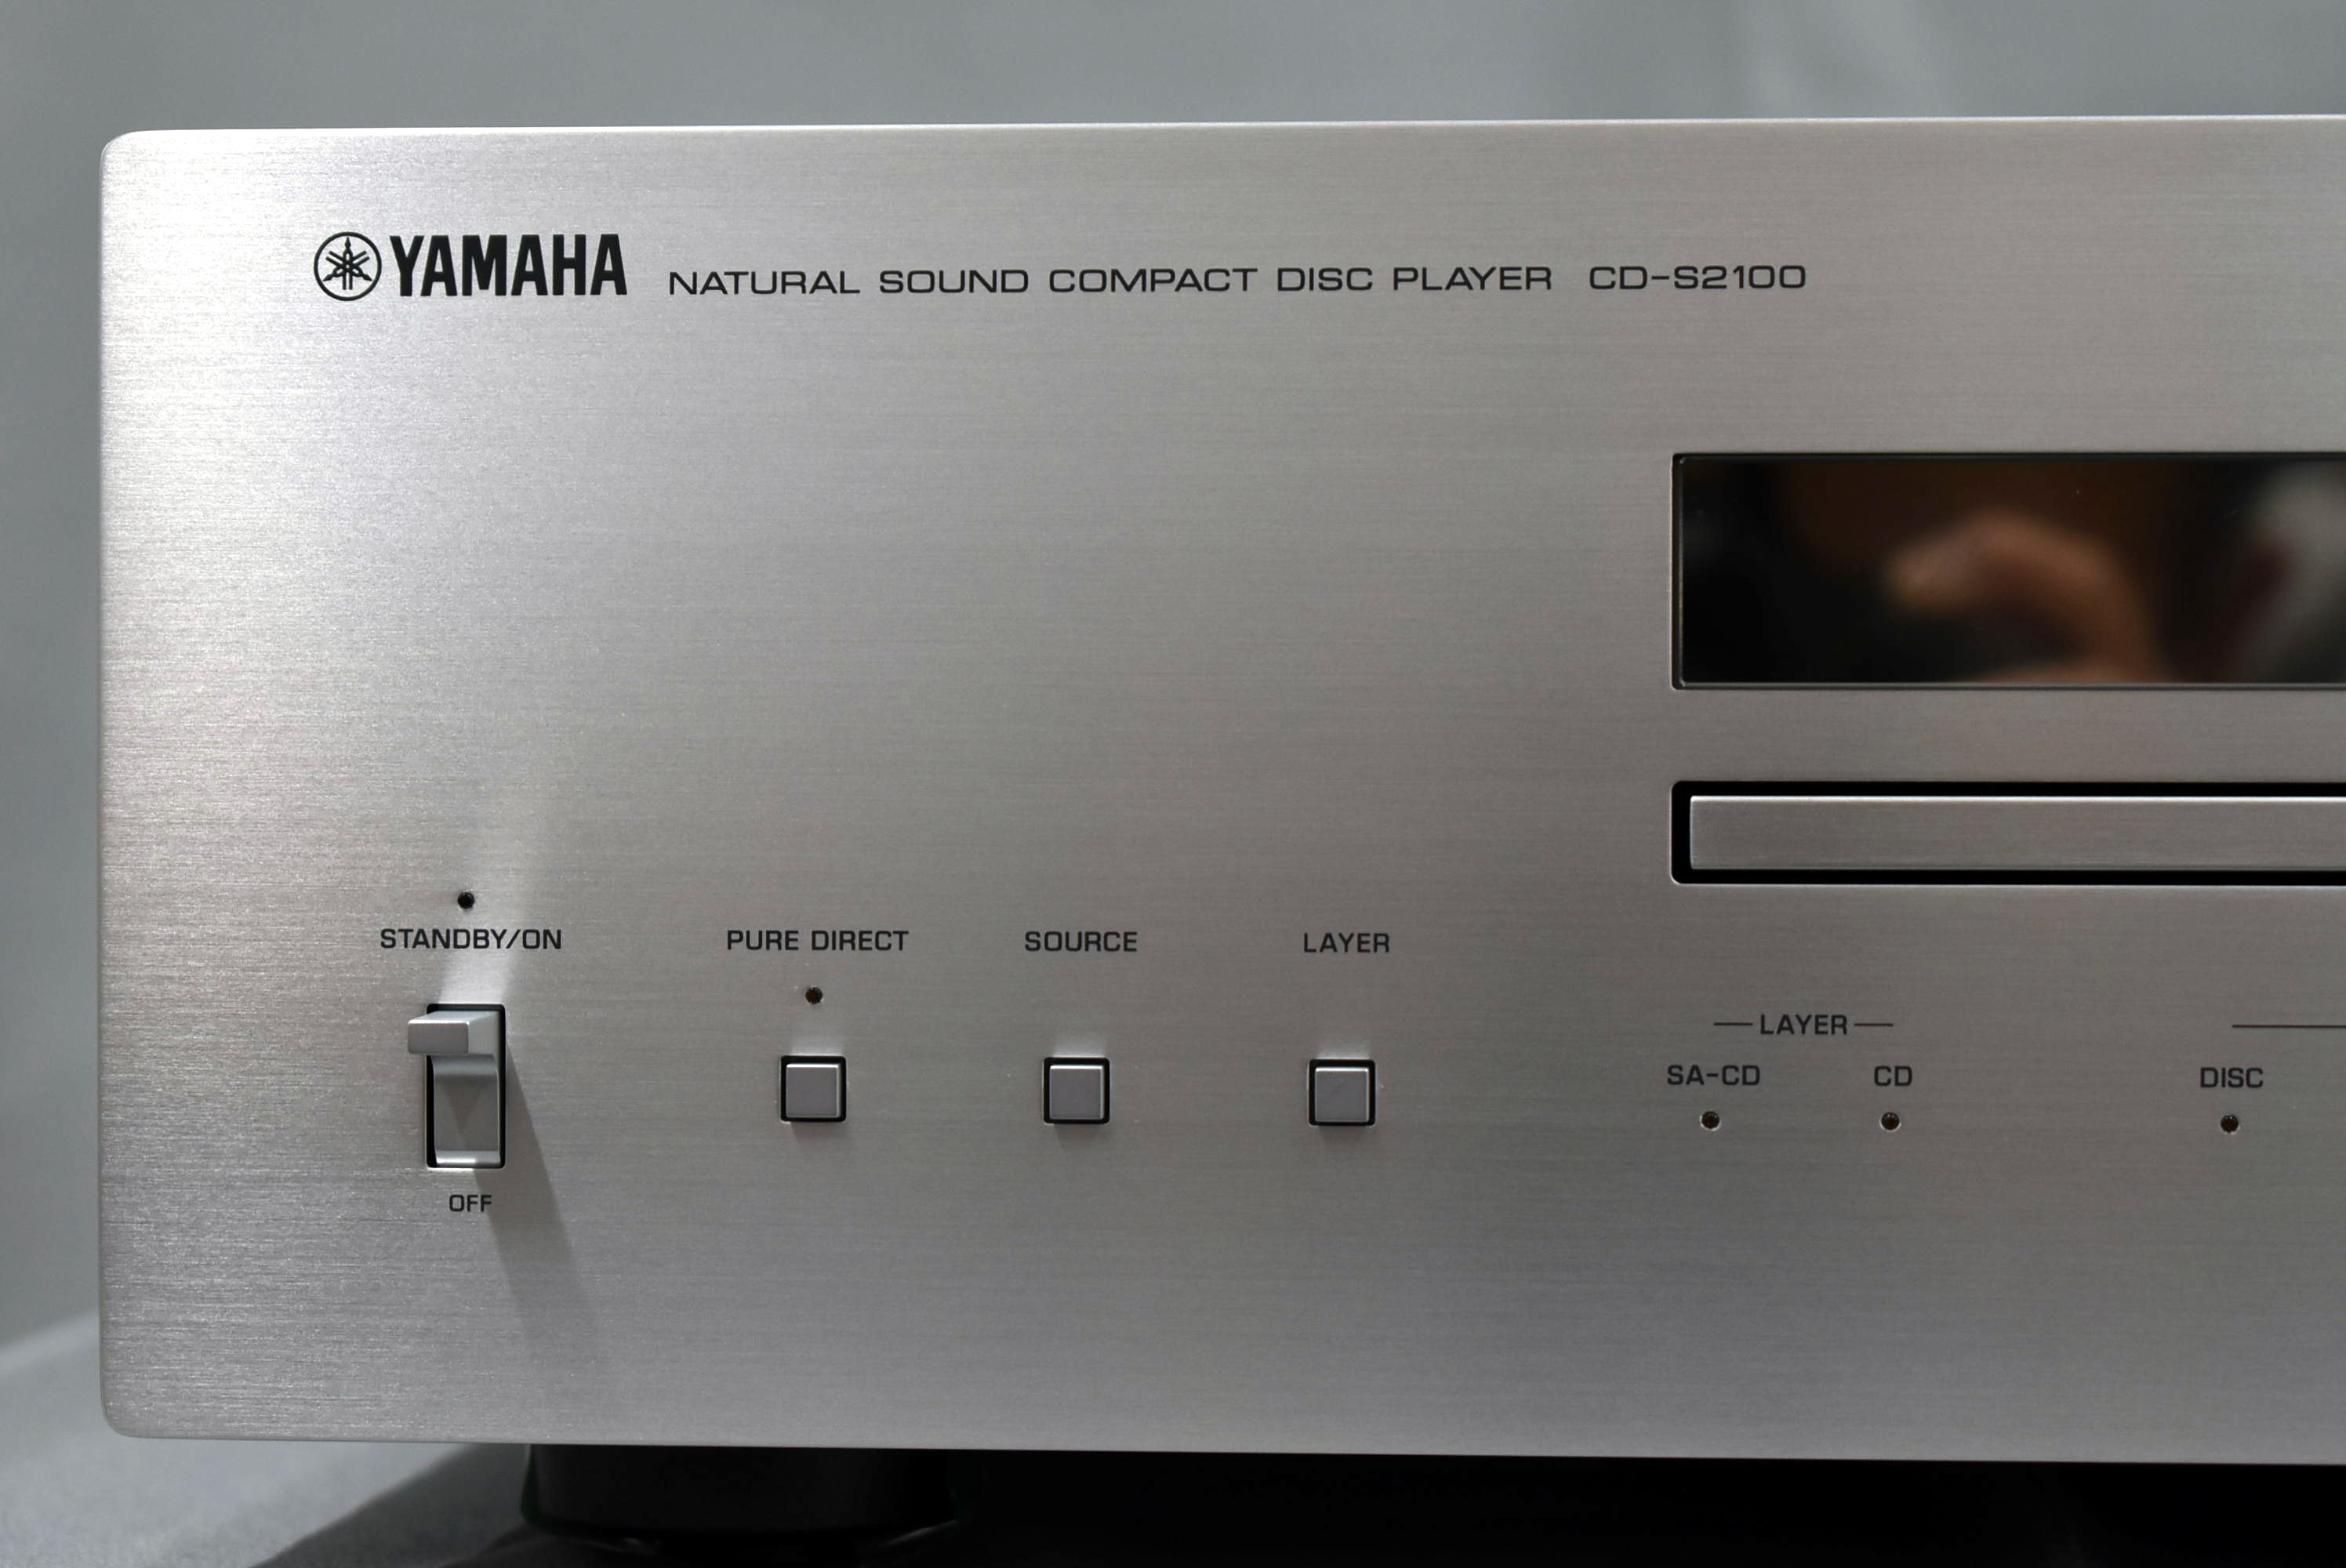 YAMAHA NATURAL SOUND COMPACT DISC PLAYER CD-S2100
STANDBY/ON
PURE DIRECT
SOURCE
LAYER
OFF
LAYER
SA-CD
CD
DISC